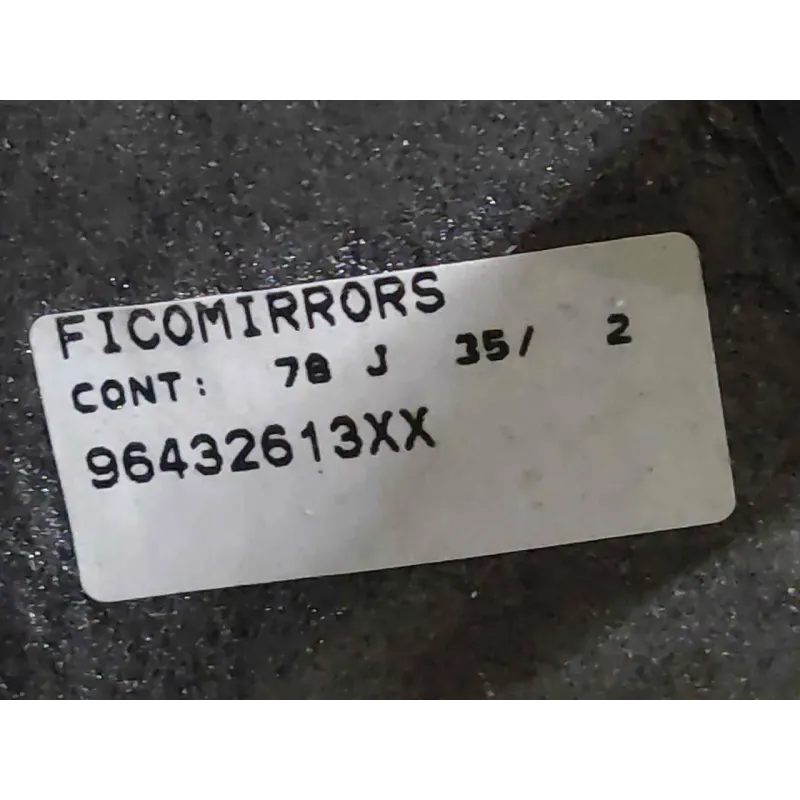 FICOMIRRORS
CONT: 78 J 35/ 2
96432613XX